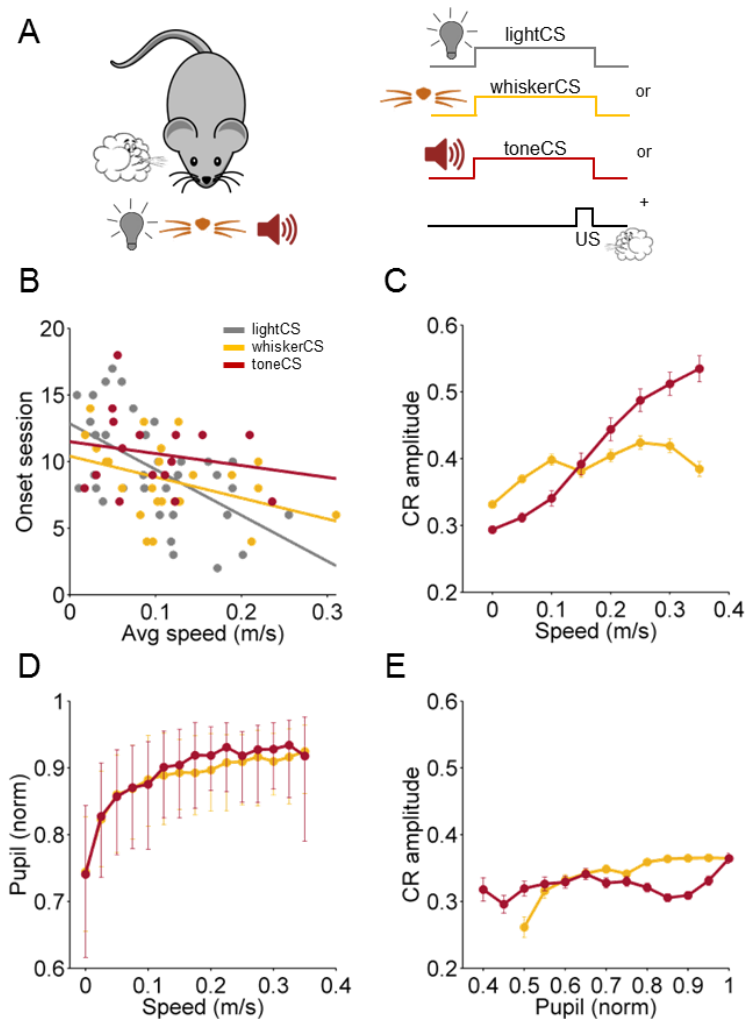 A
lightCS
whiskerCS
or
toneCS
or
+
US
B
C
20
15
10
5
0
Onset session
lightCS
whiskerCS
toneCS
0
0.1
0.2
0.3
Avg speed (m/s)
0.6
0.5
0.4
0.3
0.2
CR amplitude
0
0.1
0.2
0.3
0.4
Speed (m/s)
D
E
1
0.9
0.8
0.7
0.6
Pupil (norm)
0
0.1
0.2
0.3
0.4
Speed (m/s)
0.6
0.5
0.4
0.3
0.2
CR amplitude
0.4
0.5
0.6
0.7
0.8
0.9
1
Pupil (norm)